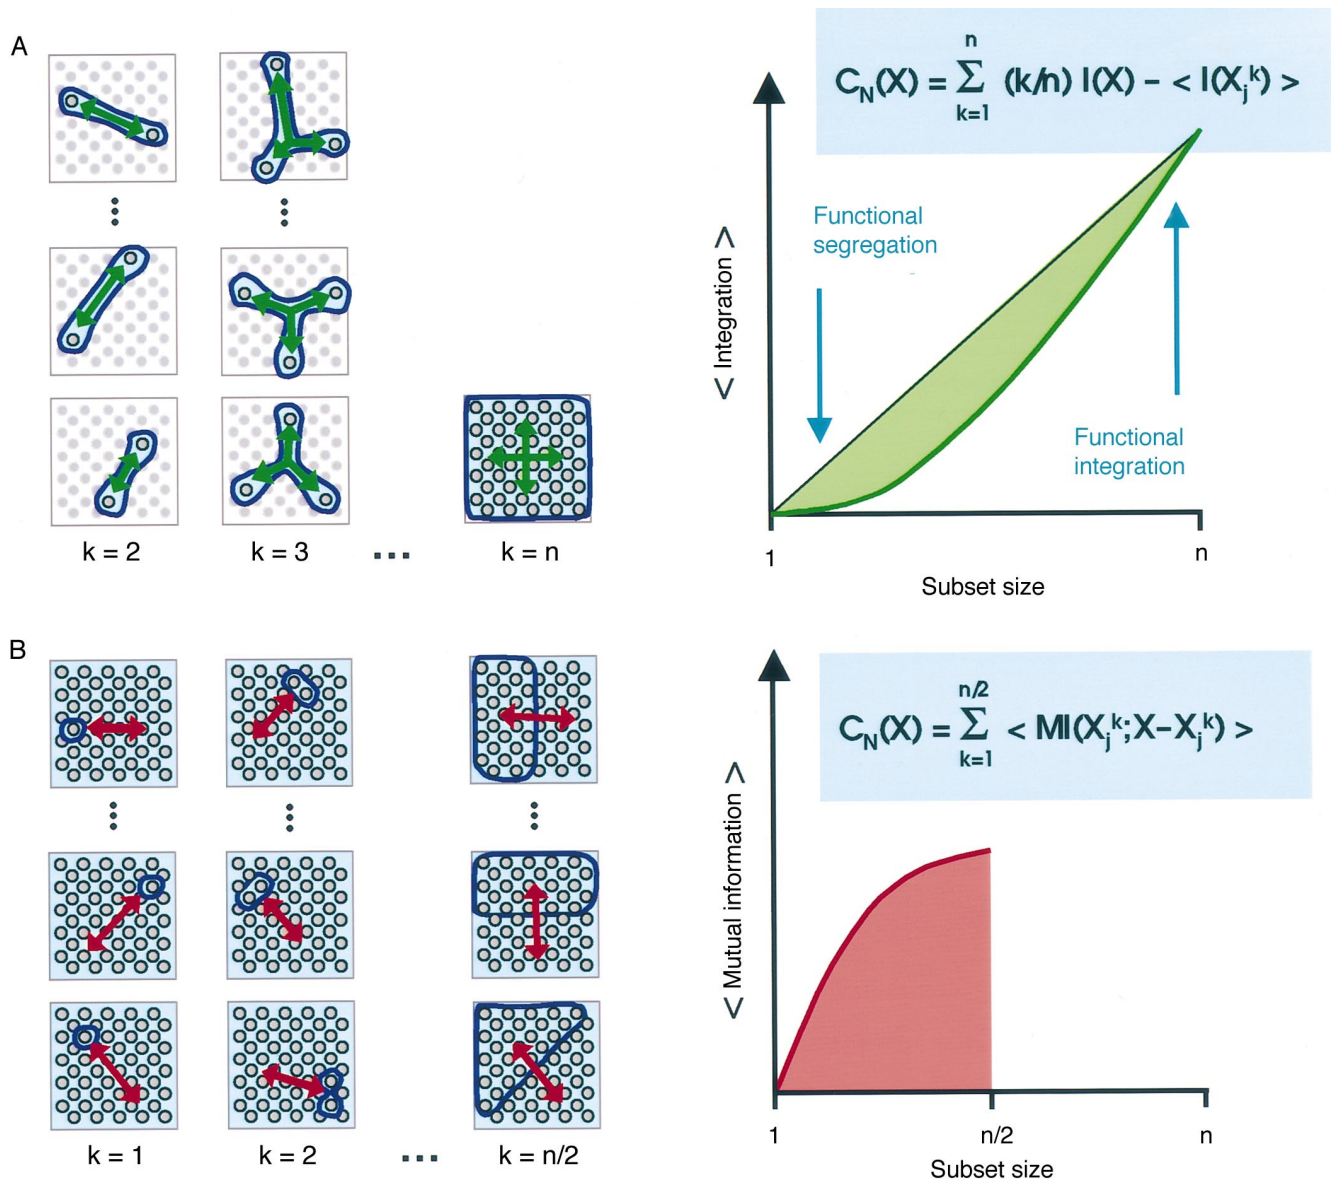 A
k = 2
k = 3
...
k = n
C_N(X) = Σ_{k=1}^{n} (k/n) I(X) – < I(X_j^k) >
Functional
segregation
Functional
integration
< Integration >
1
n
Subset size
B
k = 1
k = 2
...
k = n/2
C_N(X) = Σ_{k=1}^{n/2} < MI(X_j^k; X–X_j^k) >
< Mutual information >
1
n/2
n
Subset size